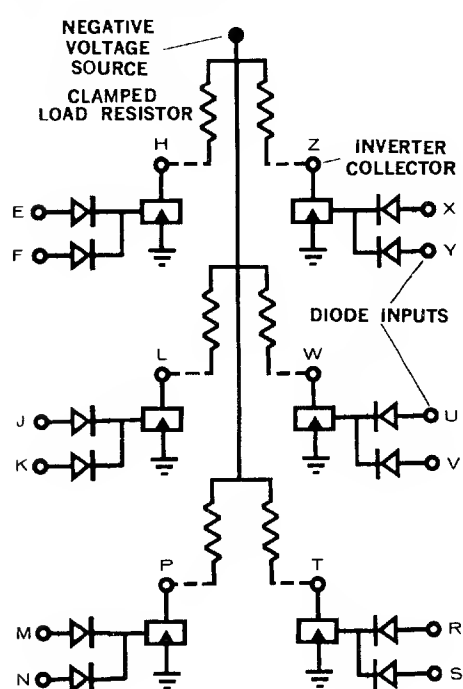 NEGATIVE
VOLTAGE
SOURCE
CLAMPED
LOAD RESISTOR
H
Z
INVERTER
COLLECTOR
E
X
F
Y
DIODE INPUTS
L
W
J
U
K
V
P
T
M
R
N
S